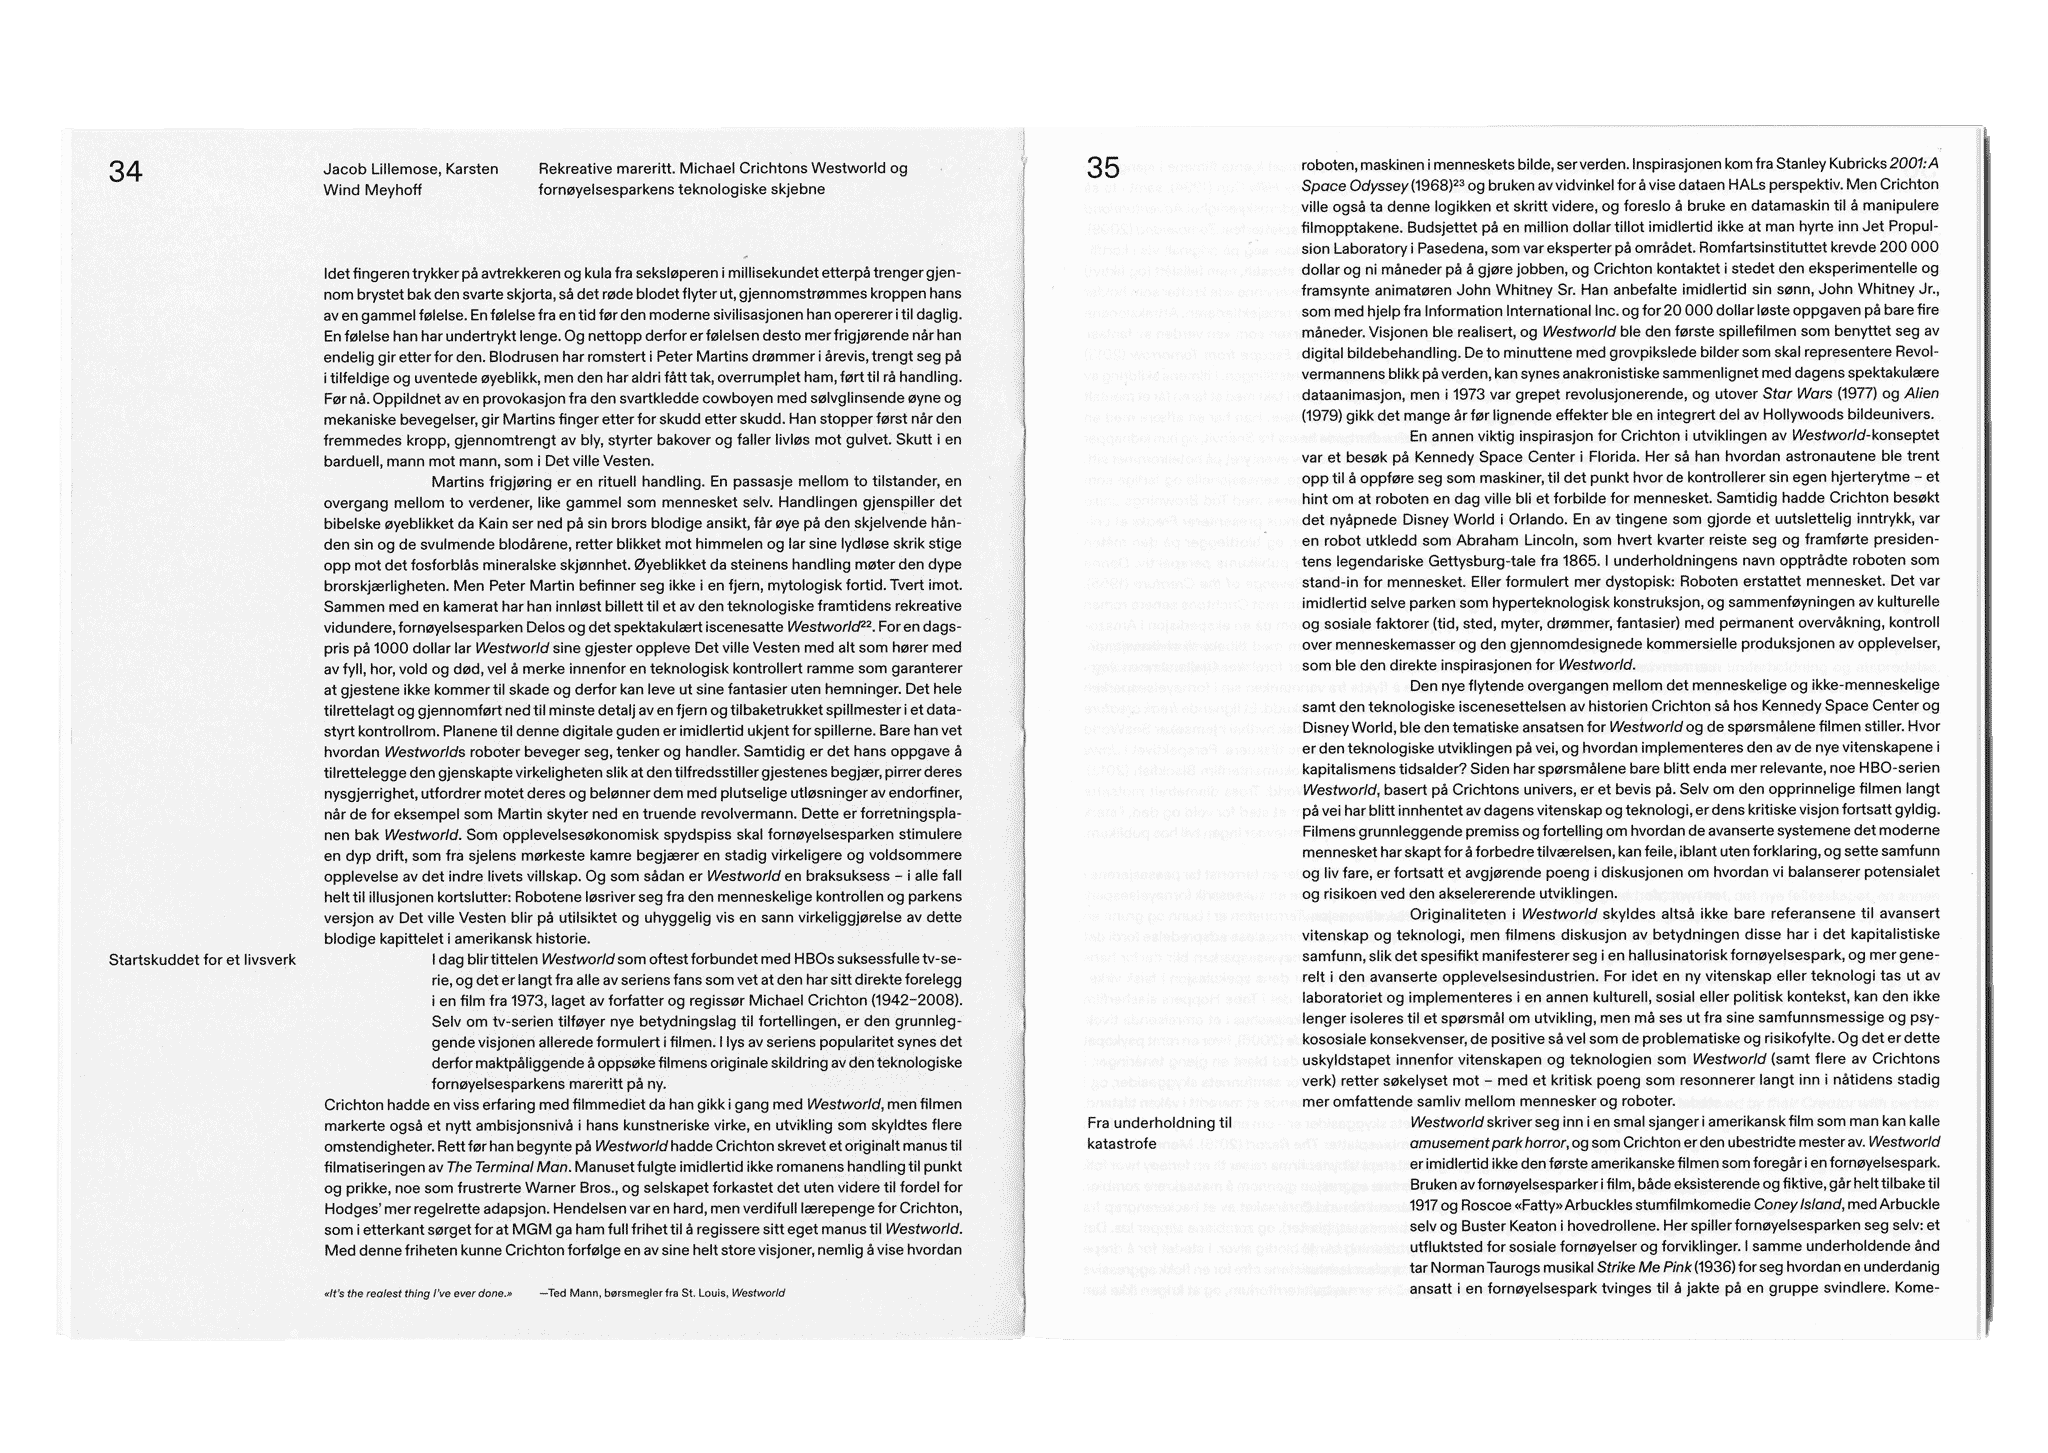 34
Jacob Lillemose, Karsten
Wind Meyhoff
Rekreative mareritt. Michael Crichtons Westworld og
fornøyelsesparkens teknologiske skjebne
Idet fingeren trykker på avtrekkeren og kula fra seksløperen i millisekundet etterpå trenger gjen-
nom brystet bak den svarte skjorta, så det røde blodet flyter ut, gjennomstrømmes kroppen hans
av en gammel følelse. En følelse fra en tid før den moderne sivilisasjonen han opererer i til daglig.
En følelse han har undertrykt lenge. Og nettopp derfor er følelsen desto mer frigjørende når han
endelig gir etter for den. Blodrusen har romstert i Peter Martins drømmer i årevis, trengt seg på
i tilfeldige og uventede øyeblikk, men den har aldri fått tak, overrumplet ham, ført til rå handling.
Før nå. Oppildnet av en provokasjon fra den svartkledde cowboyen med sølvglinsende øyne og
mekaniske bevegelser, gir Martins finger etter for skudd etter skudd. Han stopper først når den
fremmedes kropp, gjennomtrengt av bly, styrter bakover og faller livløs mot gulvet. Skutt i en
barduell, mann mot mann, som i Det ville Vesten.
Martins frigjøring er en rituell handling. En passasje mellom to tilstander, en
overgang mellom to verdener, like gammel som mennesket selv. Handlingen gjenspiller det
bibelske øyeblikket da Kain ser ned på sin brors blodige ansikt, får øye på den skjelvende hån-
den sin og de svulmende blodårene, retter blikket mot himmelen og lar sine lydløse skrik stige
opp mot det fosforblås mineralske skjønnhet. Øyeblikket da steinens handling møter den dype
brorskjærligheten. Men Peter Martin befinner seg ikke i en fjern, mytologisk fortid. Tvert imot.
Sammen med en kamerat har han innløst billett til et av den teknologiske framtidens rekreative
vidundere, fornøyelsesparken Delos og det spektakulært iscenesatte Westworld²². For en dags-
pris på 1000 dollar lar Westworld sine gjester oppleve Det ville Vesten med alt som hører med
av fyll, hor, vold og død, vel å merke innenfor en teknologisk kontrollert ramme som garanterer
at gjestene ikke kommer til skade og derfor kan leve ut sine fantasier uten hemninger. Det hele
tilrettelagt og gjennomført ned til minste detalj av en fjern og tilbaketrukket spillmester i et data-
styrt kontrollrom. Planene til denne digitale guden er imidlertid ukjent for spillerne. Bare han vet
hvordan Westworlds roboter beveger seg, tenker og handler. Samtidig er det hans oppgave å
tilrettelegge den gjenskapte virkeligheten slik at den tilfredsstiller gjestenes begjær, pirrer deres
nysgjerrighet, utfordrer motet deres og belønner dem med plutselige utløsninger av endorfiner,
når de for eksempel som Martin skyter ned en truende revolvermann. Dette er forretningspla-
nen bak Westworld. Som opplevelsesøkonomisk spydspiss skal fornøyelsesparken stimulere
en dyp drift, som fra sjelens mørkeste kamre begjærer en stadig virkeligere og voldsommere
opplevelse av det indre livets villskap. Og som sådan er Westworld en braksuksess – i alle fall
helt til illusjonen kortslutter: Robotene løsriver seg fra den menneskelige kontrollen og parkens
versjon av Det ville Vesten blir på utilsiktet og uhyggelig vis en sann virkeliggjørelse av dette
blodige kapittelet i amerikansk historie.
Startskuddet for et livsverk
I dag blir tittelen Westworld som oftest forbundet med HBOs suksessfulle tv-se-
rie, og det er langt fra alle av seriens fans som vet at den har sitt direkte forelegg
i en film fra 1973, laget av forfatter og regissør Michael Crichton (1942–2008).
Selv om tv-serien tilføyer nye betydningslag til fortellingen, er den grunnleg-
gende visjonen allerede formulert i filmen. I lys av seriens popularitet synes det
derfor maktpåliggende å oppsøke filmens originale skildring av den teknologiske
fornøyelsesparkens mareritt på ny.
Crichton hadde en viss erfaring med filmmediet da han gikk i gang med Westworld, men filmen
markerte også et nytt ambisjonsnivå i hans kunstneriske virke, en utvikling som skyldtes flere
omstendigheter. Rett før han begynte på Westworld hadde Crichton skrevet et originalt manus til
filmatiseringen av The Terminal Man. Manuset fulgte imidlertid ikke romanens handling til punkt
og prikke, noe som frustrerte Warner Bros., og selskapet forkastet det uten videre til fordel for
Hodges' mer regelrette adapsjon. Hendelsen var en hard, men verdifull lærepenge for Crichton,
som i etterkant sørget for at MGM ga ham full frihet til å regissere sitt eget manus til Westworld.
Med denne friheten kunne Crichton forfølge en av sine helt store visjoner, nemlig å vise hvordan
«It's the realest thing I've ever done.»
—Ted Mann, børsmegler fra St. Louis, Westworld
35
roboten, maskinen i menneskets bilde, ser verden. Inspirasjonen kom fra Stanley Kubricks 2001: A
Space Odyssey (1968)²³ og bruken av vidvinkel for å vise dataen HALs perspektiv. Men Crichton
ville også ta denne logikken et skritt videre, og foreslo å bruke en datamaskin til å manipulere
filmopptakene. Budsjettet på en million dollar tillot imidlertid ikke at man hyrte inn Jet Propul-
sion Laboratory i Pasedena, som var eksperter på området. Romfartsinstituttet krevde 200 000
dollar og ni måneder på å gjøre jobben, og Crichton kontaktet i stedet den eksperimentelle og
framsynte animatøren John Whitney Sr. Han anbefalte imidlertid sin sønn, John Whitney Jr.,
som med hjelp fra Information International Inc. og for 20 000 dollar løste oppgaven på bare fire
måneder. Visjonen ble realisert, og Westworld ble den første spillefilmen som benyttet seg av
digital bildebehandling. De to minuttene med grovpikslede bilder som skal representere Revol-
vermannens blikk på verden, kan synes anakronistiske sammenlignet med dagens spektakulære
dataanimasjon, men i 1973 var grepet revolusjonerende, og utover Star Wars (1977) og Alien
(1979) gikk det mange år før lignende effekter ble en integrert del av Hollywoods bildeunivers.
En annen viktig inspirasjon for Crichton i utviklingen av Westworld-konseptet
var et besøk på Kennedy Space Center i Florida. Her så han hvordan astronautene ble trent
opp til å oppføre seg som maskiner, til det punkt hvor de kontrollerer sin egen hjerterytme – et
hint om at roboten en dag ville bli et forbilde for mennesket. Samtidig hadde Crichton besøkt
det nyåpnede Disney World i Orlando. En av tingene som gjorde et uutslettelig inntrykk, var
en robot utkledd som Abraham Lincoln, som hvert kvarter reiste seg og framførte presiden-
tens legendariske Gettysburg-tale fra 1865. I underholdningens navn opptrådte roboten som
stand-in for mennesket. Eller formulert mer dystopisk: Roboten erstattet mennesket. Det var
imidlertid selve parken som hyperteknologisk konstruksjon, og sammenføyningen av kulturelle
og sosiale faktorer (tid, sted, myter, drømmer, fantasier) med permanent overvåkning, kontroll
over menneskemasser og den gjennomdesignede kommersielle produksjonen av opplevelser,
som ble den direkte inspirasjonen for Westworld.
Den nye flytende overgangen mellom det menneskelige og ikke-menneskelige
samt den teknologiske iscenesettelsen av historien Crichton så hos Kennedy Space Center og
Disney World, ble den tematiske ansatsen for Westworld og de spørsmålene filmen stiller. Hvor
er den teknologiske utviklingen på vei, og hvordan implementeres den av de nye vitenskapene i
kapitalismens tidsalder? Siden har spørsmålene bare blitt enda mer relevante, noe HBO-serien
Westworld, basert på Crichtons univers, er et bevis på. Selv om den opprinnelige filmen langt
på vei har blitt innhentet av dagens vitenskap og teknologi, er dens kritiske visjon fortsatt gyldig.
Filmens grunnleggende premiss og fortelling om hvordan de avanserte systemene det moderne
mennesket har skapt for å forbedre tilværelsen, kan feile, iblant uten forklaring, og sette samfunn
og liv fare, er fortsatt et avgjørende poeng i diskusjonen om hvordan vi balanserer potensialet
og risikoen ved den akselererende utviklingen.
Originaliteten i Westworld skyldes altså ikke bare referansene til avansert
vitenskap og teknologi, men filmens diskusjon av betydningen disse har i det kapitalistiske
samfunn, slik det spesifikt manifesterer seg i en hallusinatorisk fornøyelsespark, og mer gene-
relt i den avanserte opplevelsesindustrien. For idet en ny vitenskap eller teknologi tas ut av
laboratoriet og implementeres i en annen kulturell, sosial eller politisk kontekst, kan den ikke
lenger isoleres til et spørsmål om utvikling, men må ses ut fra sine samfunnsmessige og psy-
kososiale konsekvenser, de positive så vel som de problematiske og risikofylte. Og det er dette
uskyldstapet innenfor vitenskapen og teknologien som Westworld (samt flere av Crichtons
verk) retter søkelyset mot – med et kritisk poeng som resonnerer langt inn i nåtidens stadig
mer omfattende samliv mellom mennesker og roboter.
Fra underholdning til
katastrofe
Westworld skriver seg inn i en smal sjanger i amerikansk film som man kan kalle
amusement park horror, og som Crichton er den ubestridte mester av. Westworld
er imidlertid ikke den første amerikanske filmen som foregår i en fornøyelsespark.
Bruken av fornøyelsesparker i film, både eksisterende og fiktive, går helt tilbake til
1917 og Roscoe «Fatty» Arbuckles stumfilmkomedie Coney Island, med Arbuckle
selv og Buster Keaton i hovedrollene. Her spiller fornøyelsesparken seg selv: et
utfluktsted for sosiale fornøyelser og forviklinger. I samme underholdende ånd
tar Norman Taurogs musikal Strike Me Pink (1936) for seg hvordan en underdanig
ansatt i en fornøyelsespark tvinges til å jakte på en gruppe svindlere. Kome-